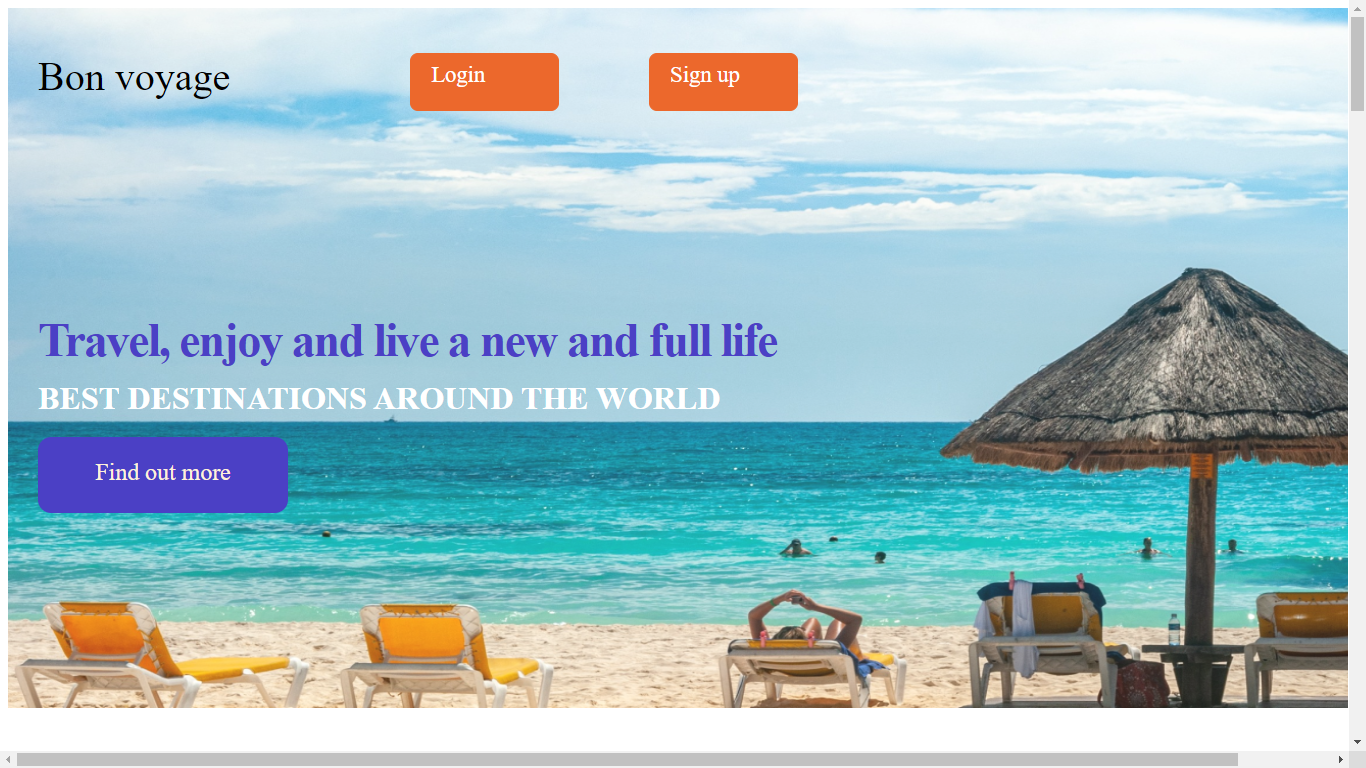 Bon voyage
Login
Sign up
Travel, enjoy and live a new and full life
BEST DESTINATIONS AROUND THE WORLD
Find out more